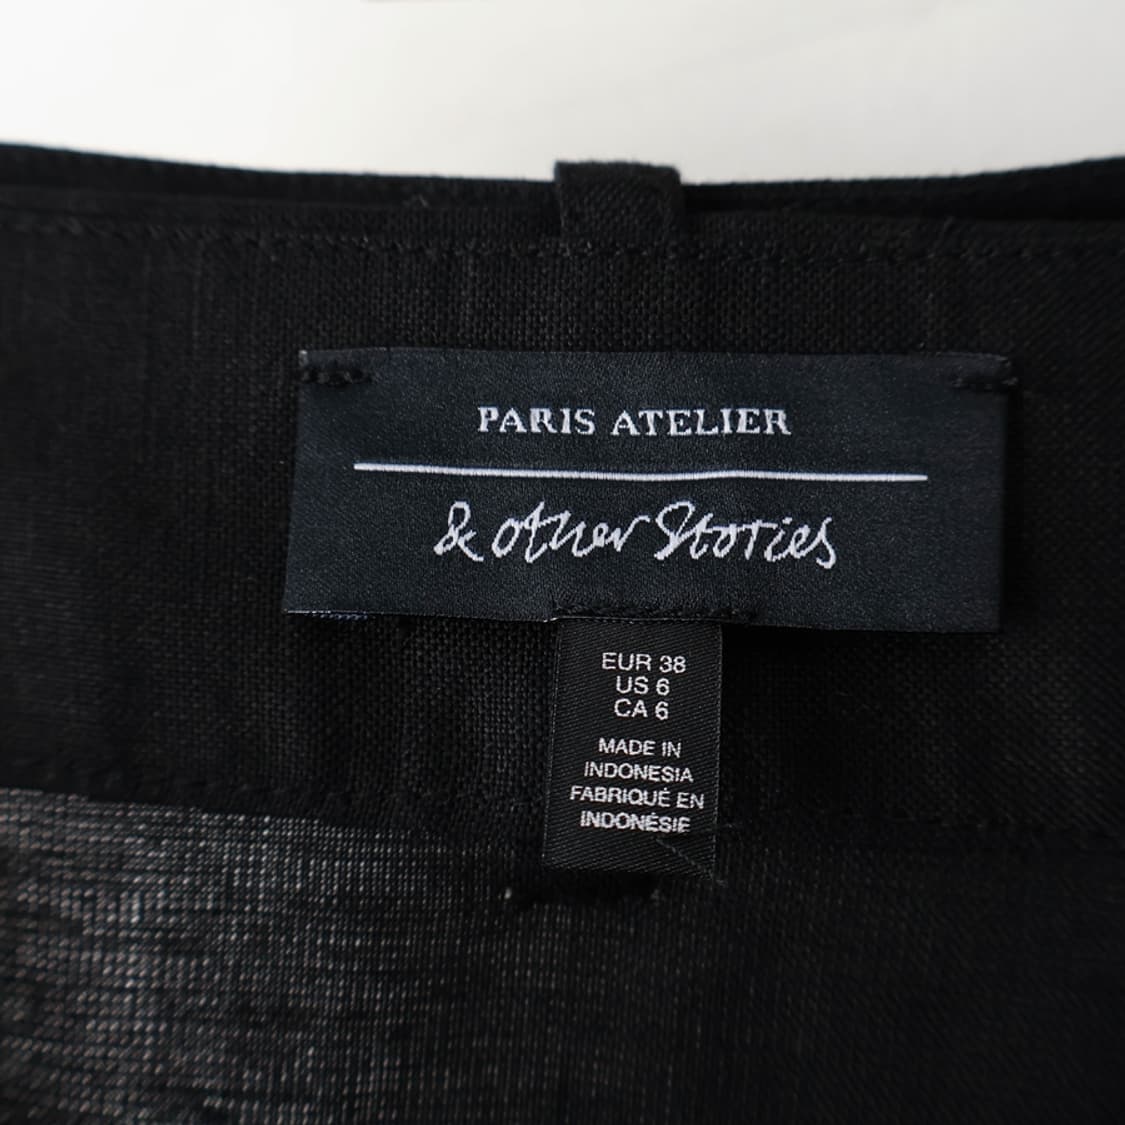 PARIS ATELIER
& other Stories
EUR 38
US 6
CA 6
MADE IN
INDONESIA
FABRIQUÉ EN
INDONÉSIE